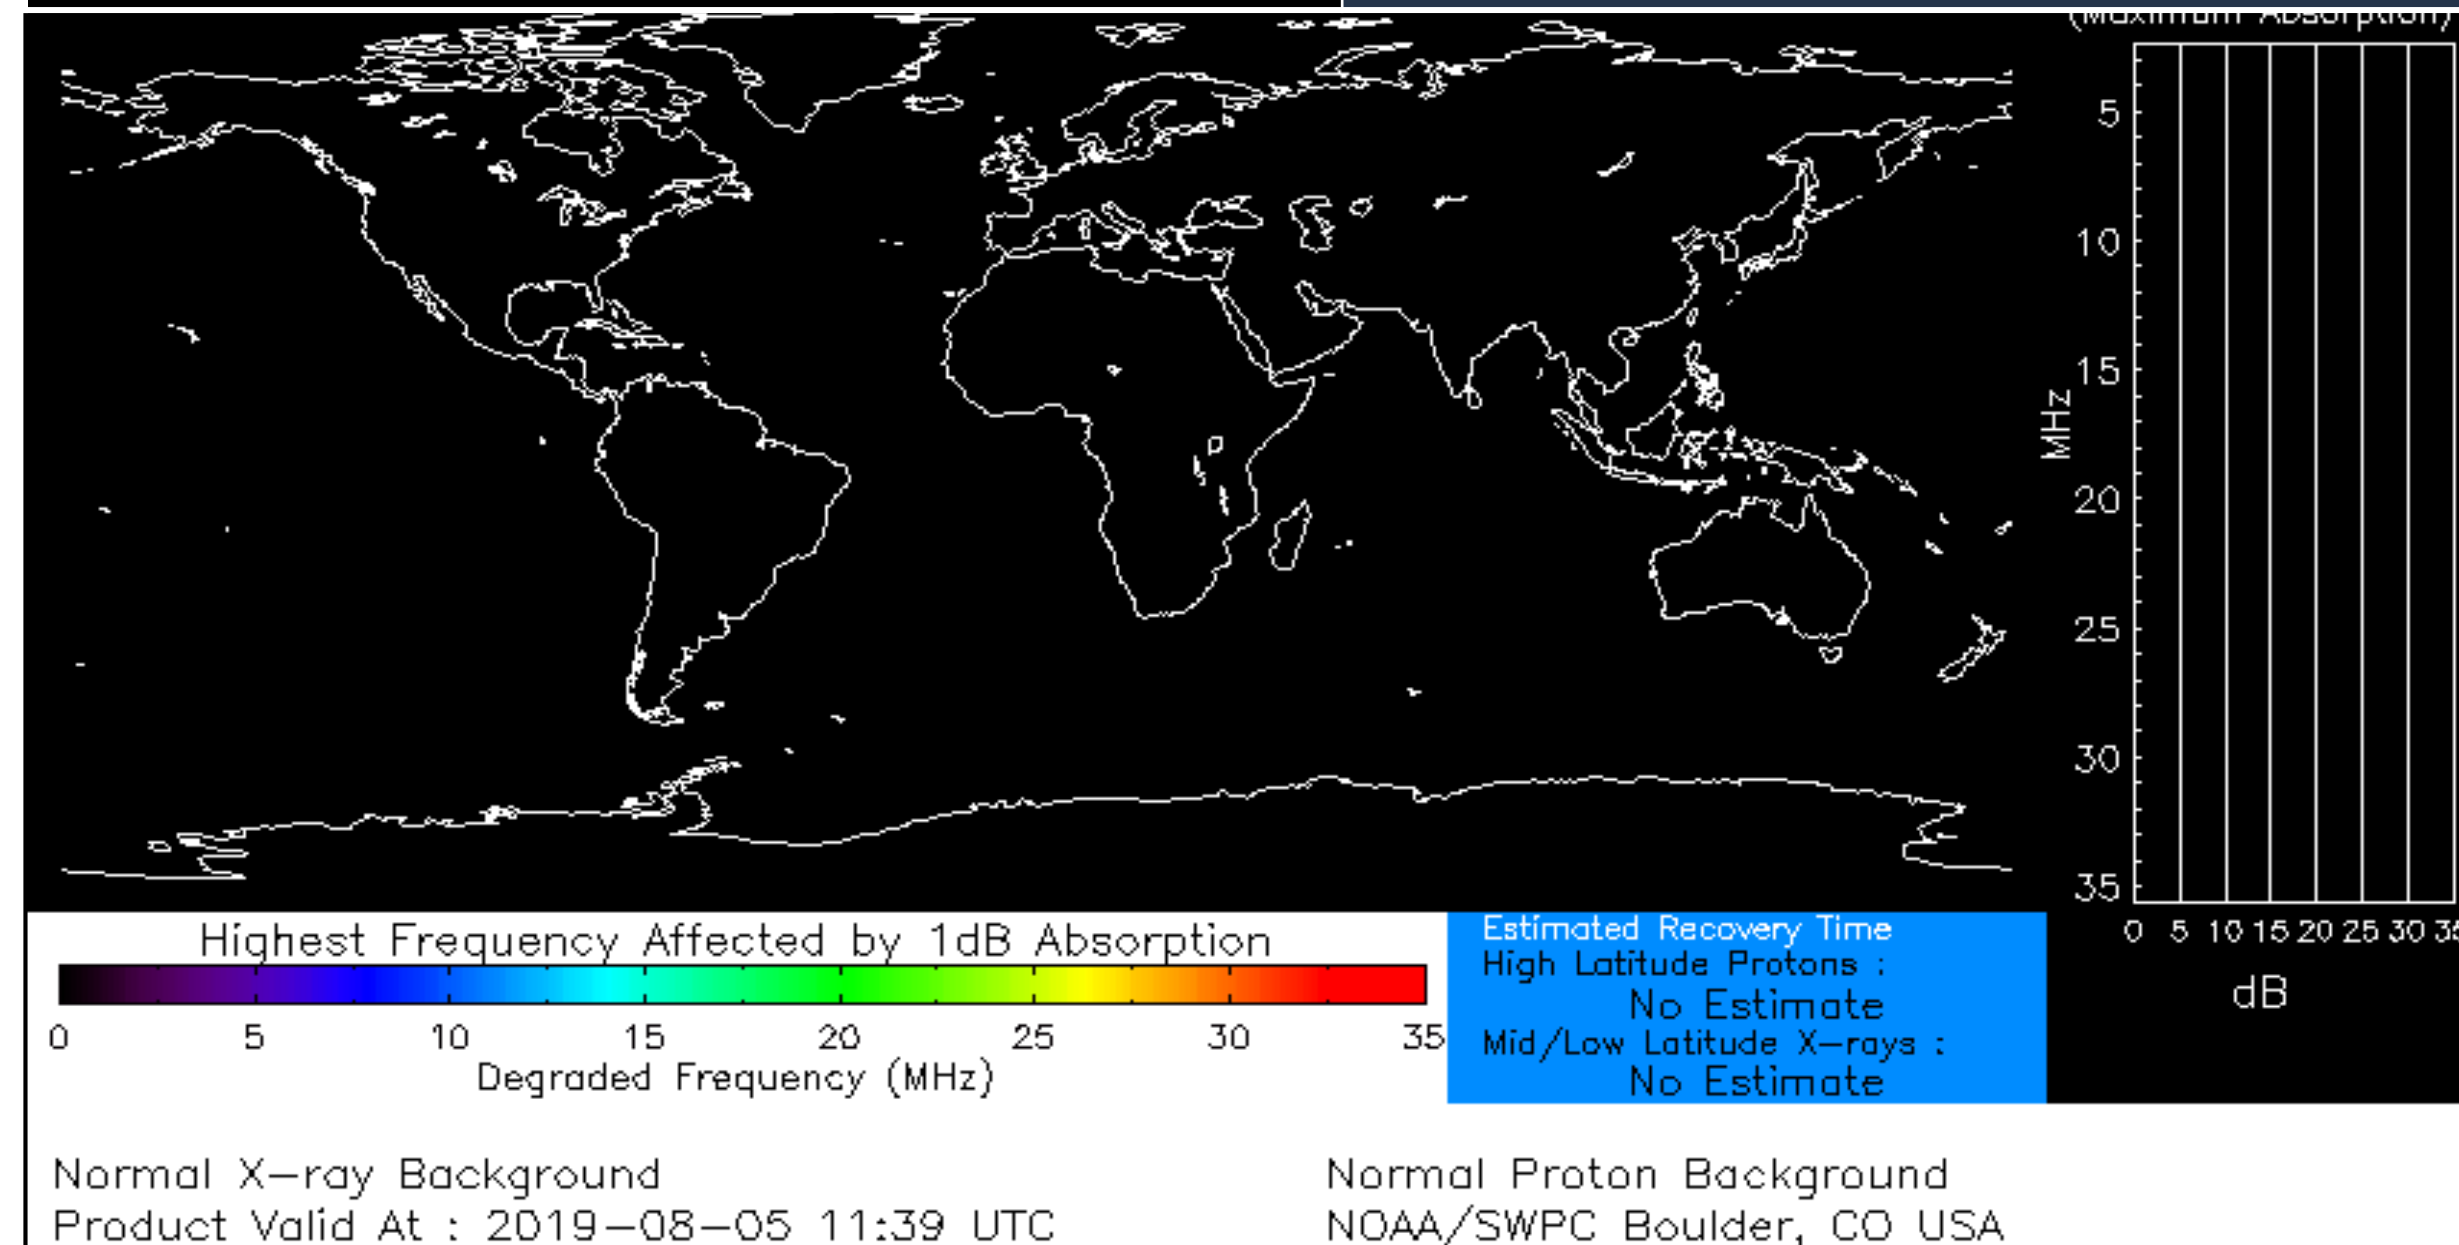 (Maximum Absorption)
5
10
15
20
25
30
35
MHz
0 5 10 15 20 25 30 35
dB
Highest Frequency Affected by 1dB Absorption
0 5 10 15 20 25 30 35
Degraded Frequency (MHz)
Estimated Recovery Time
High Latitude Protons :
No Estimate
Mid/Low Latitude X-rays :
No Estimate
Normal X-ray Background
Product Valid At : 2019-08-05 11:39 UTC
Normal Proton Background
NOAA/SWPC Boulder, CO USA